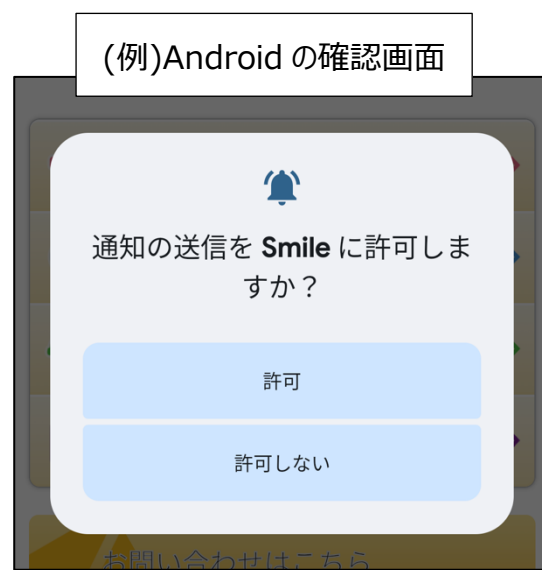 (例)Android の確認画面
通知の送信を Smile に許可しま
すか？
許可
許可しない
お問い合わせはこちら